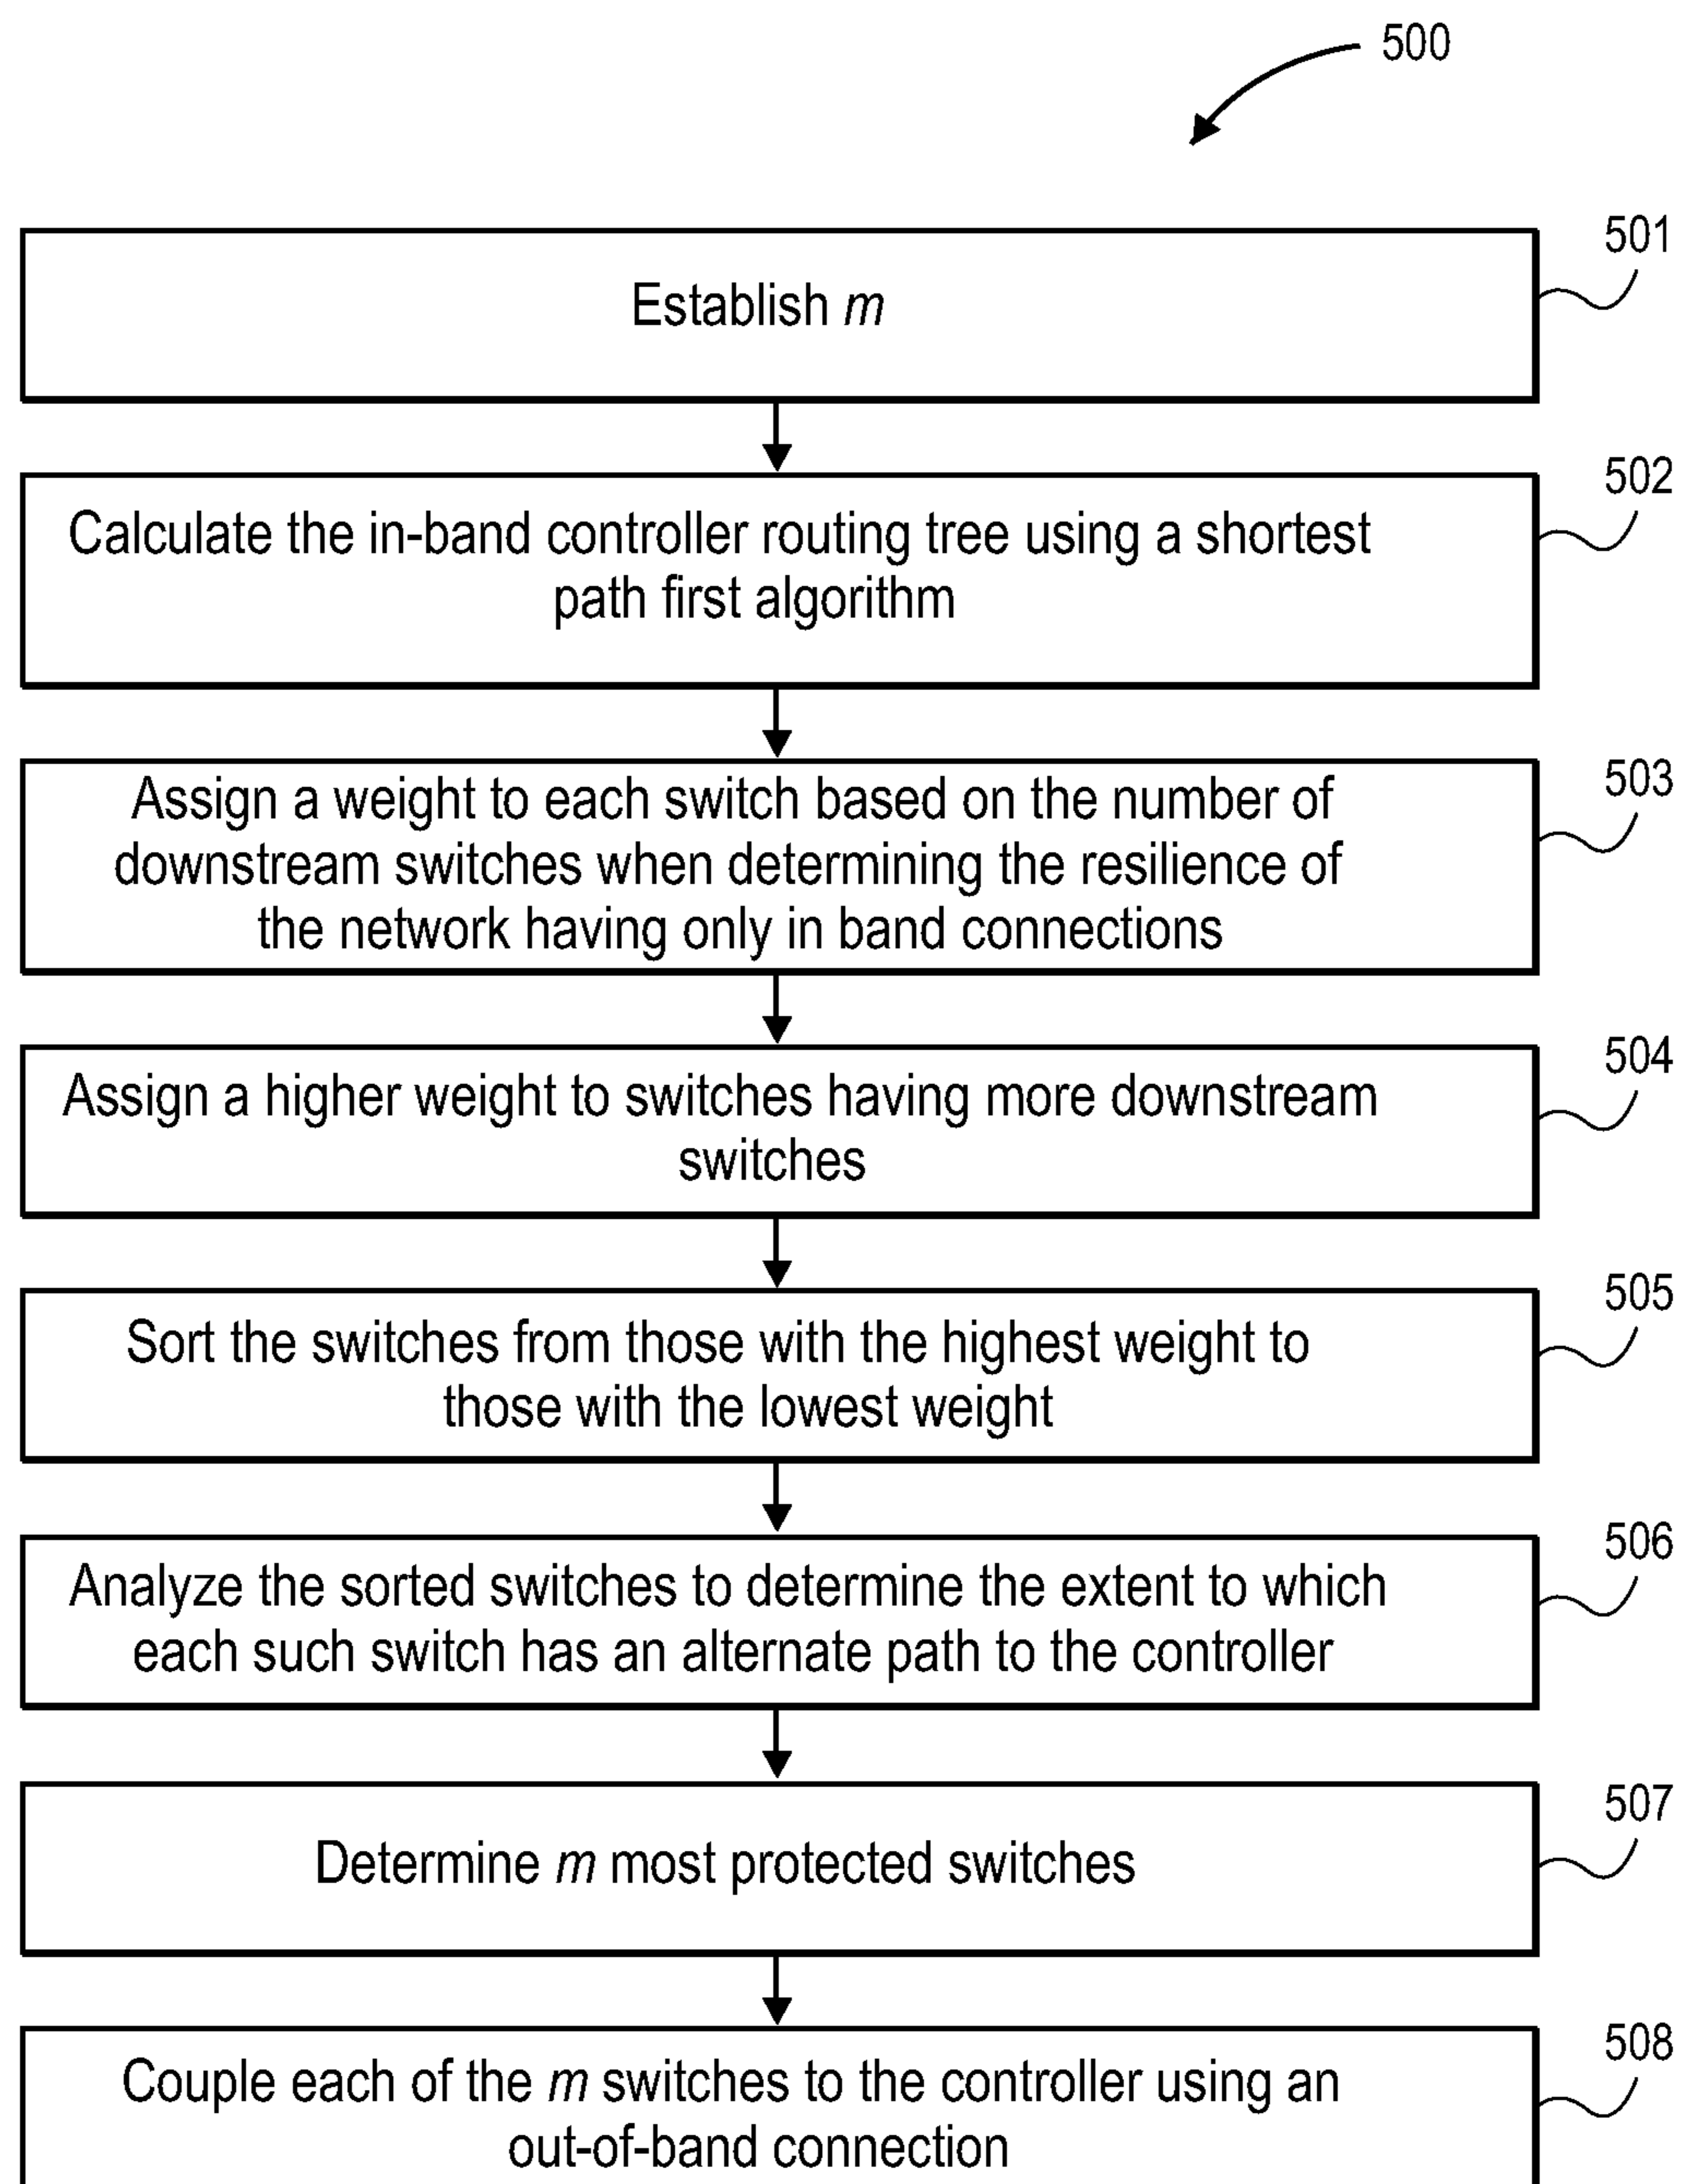 500
501
Establish m
502
Calculate the in-band controller routing tree using a shortest
path first algorithm
503
Assign a weight to each switch based on the number of
downstream switches when determining the resilience of
the network having only in band connections
504
Assign a higher weight to switches having more downstream
switches
505
Sort the switches from those with the highest weight to
those with the lowest weight
506
Analyze the sorted switches to determine the extent to which
each such switch has an alternate path to the controller
507
Determine m most protected switches
508
Couple each of the m switches to the controller using an
out-of-band connection